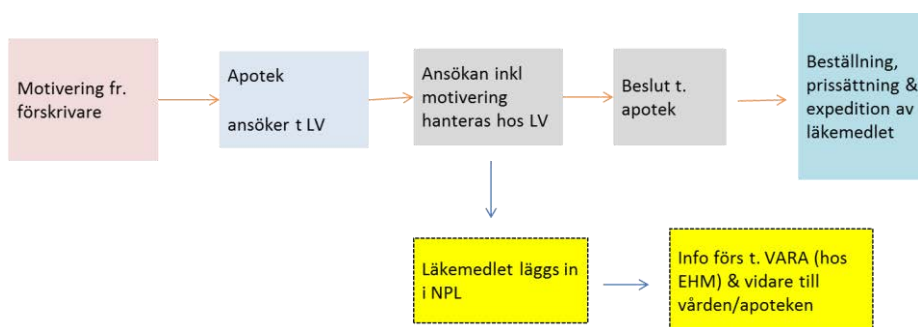 Motivering fr.
förskrivare
Apotek
ansöker t LV
Ansökan inkl
motivering
hanteras hos LV
Beslut t.
apotek
Beställning,
prissättning &
expedition av
läkemedlet
Läkemedlet läggs in
i NPL
Info förs t. VARA (hos
EHM) & vidare till
vården/apoteken